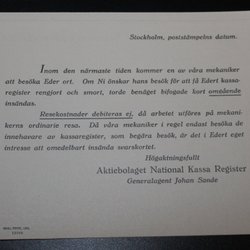 Stockholm, poststämpelns datum.
Inom den närmaste tiden kommer en av våra mekaniker
att besöka Eder ort. Om Ni önskar hans besök för att få Edert kassa-
register rengjort och smort, torde benäget bifogade kort omgående
insändas.
Resekostnader debiteras ej, då arbetet utföres på mekani-
kerns ordinarie resa. Då våra mekaniker i regel endast besöka de
innehavare av kassaregister, som begära besök, är det i Edert eget
intresse att omedelbart insända svarskortet.
Högaktningsfullt
Aktiebolaget National Kassa Register
Generalagent Johan Sande